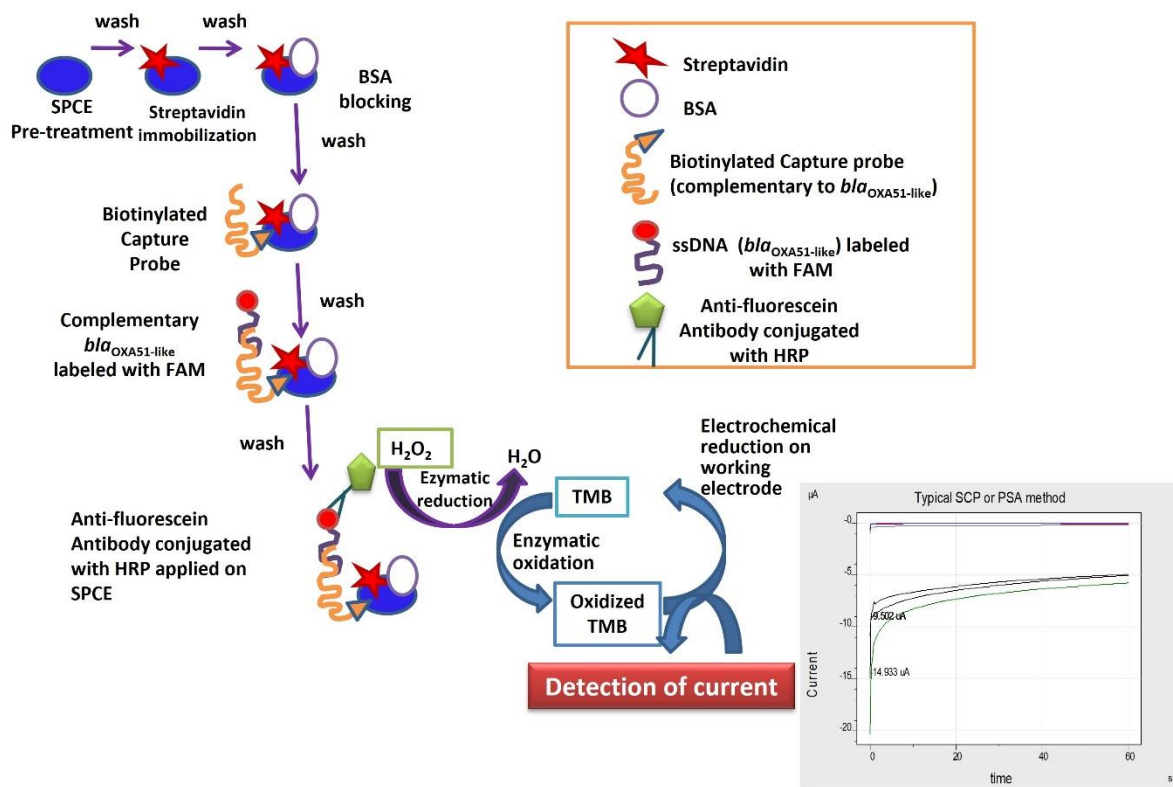 wash
wash
SPCE
Pre-treatment
Streptavidin
immobilization
BSA
blocking
wash
Biotinylated
Capture
Probe
wash
Complementary
blaOXA51-like
labeled with FAM
wash
Anti-fluorescein
Antibody conjugated
with HRP applied on
SPCE
H2O2
H2O
Ezymatic
reduction
TMB
Enzymatic
oxidation
Oxidized
TMB
Electrochemical
reduction on
working
electrode
Detection of current
Streptavidin
BSA
Biotinylated Capture probe
(complementary to blaOXA51-like)
ssDNA (blaOXA51-like) labeled
with FAM
Anti-fluorescein
Antibody conjugated
with HRP
µA
Typical SCP or PSA method
-0
-5
-10
-15
-20
9.502 uA
14.933 uA
Current
0
20
40
60
time
s